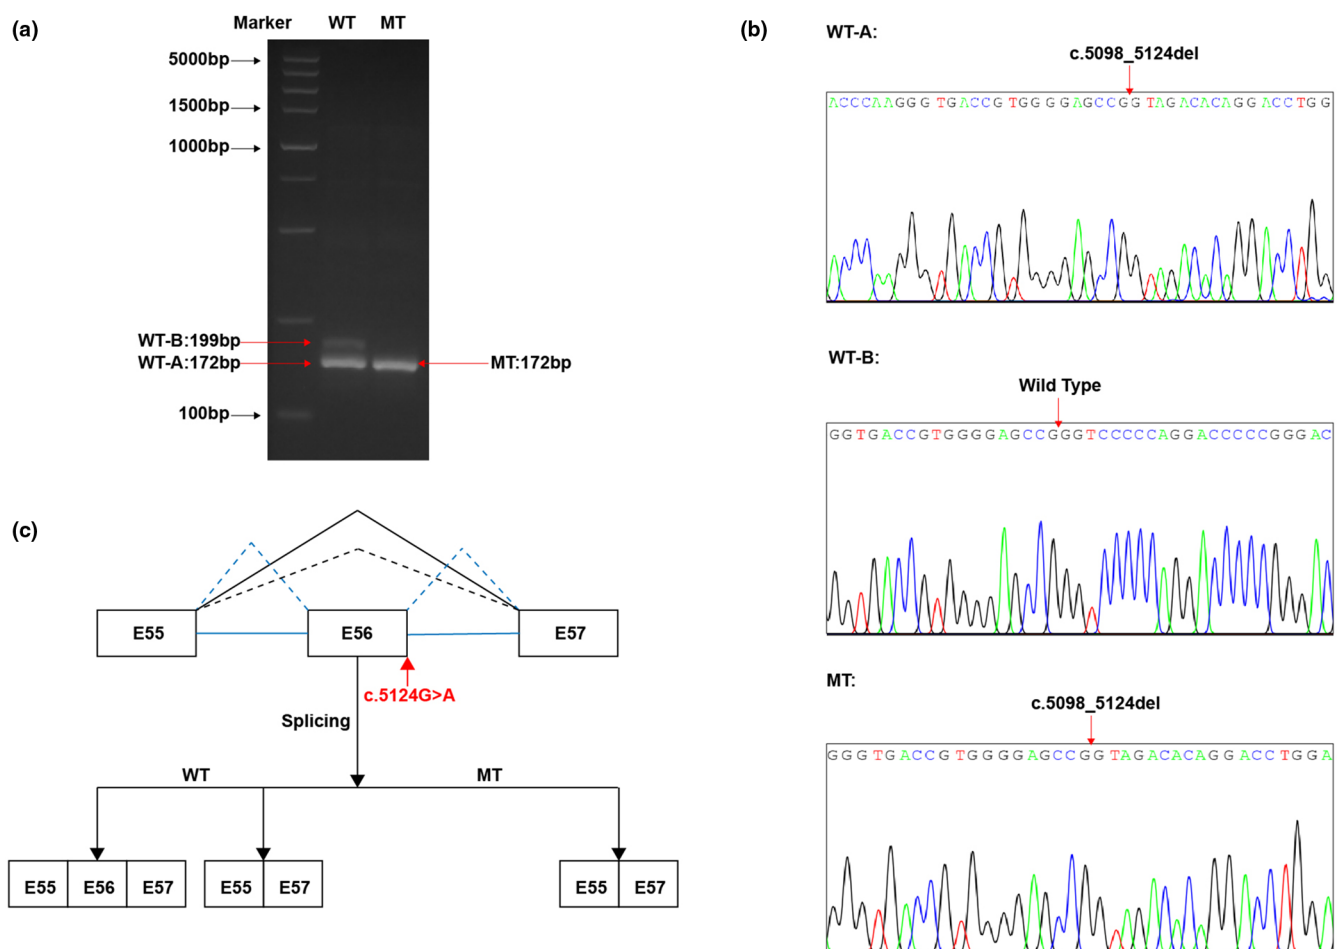 (a)
Marker WT MT
5000bp
1500bp
1000bp
WT-B:199bp
WT-A:172bp
MT:172bp
100bp
(b)
WT-A:
c.5098_5124del
ACCCAAGGGTGACCGTGGGGAGCCGGTAGACACAGGACCTGG
WT-B:
Wild Type
GGTGACCGTGGGGAGCCGGGTCCCCCAGGACCCCCGGGAC
MT:
c.5098_5124del
GGGTGACCGTGGGGAGCCGGTAGACACAGGACCTGGA
(c)
E55 E56 E57
c.5124G>A
Splicing
WT MT
E55 E56 E57 E55 E57 E55 E57